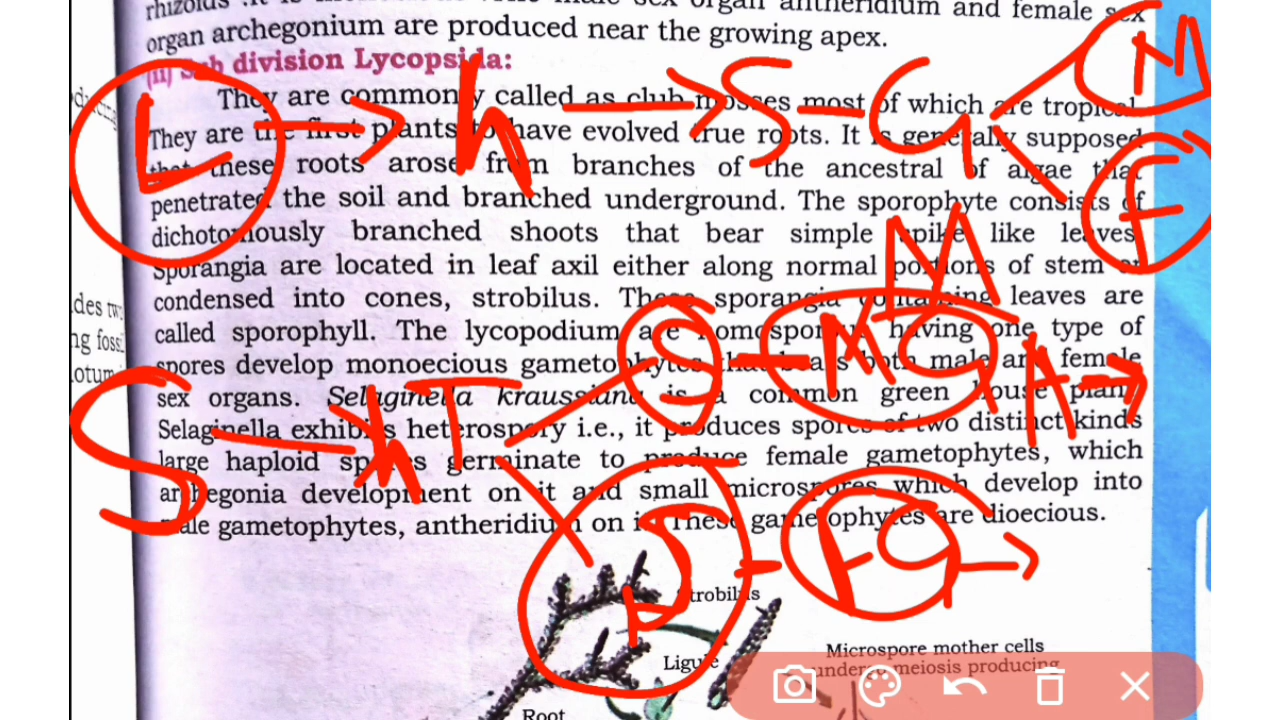 rhizoids
organ antheridium and female sex
organ archegonium are produced near the growing apex.
(ii) Sub division Lycopsida:
They are commonly called as club mosses most of which are tropical.
They are the first plants to have evolved true roots. It is generally supposed
that these roots arose from branches of the ancestral of algae that
penetrated the soil and branched underground. The sporophyte consists of
dichotomously branched shoots that bear simple spike like leaves
Sporangia are located in leaf axil either along normal portions of stem or
condensed into cones, strobilus. These sporangia containing leaves are
called sporophyll. The lycopodium are homosporous having one type of
spores develop monoecious gametophytes that bears both male and female
sex organs. Selaginella kraussiana is a common green house plant
Selaginella exhibits heterospory i.e., it produces spores of two distinct kinds
large haploid spores germinate to produce female gametophytes, which
archegonia development on it and small microspores which develop into
male gametophytes, antheridium on it These gametophytes are dioecious.
Strobilus
Ligule
Root
Microspore mother cells
undergo meiosis producing
L → h → S - G
M
F
S → h T
S - MG
M
A →
FG →